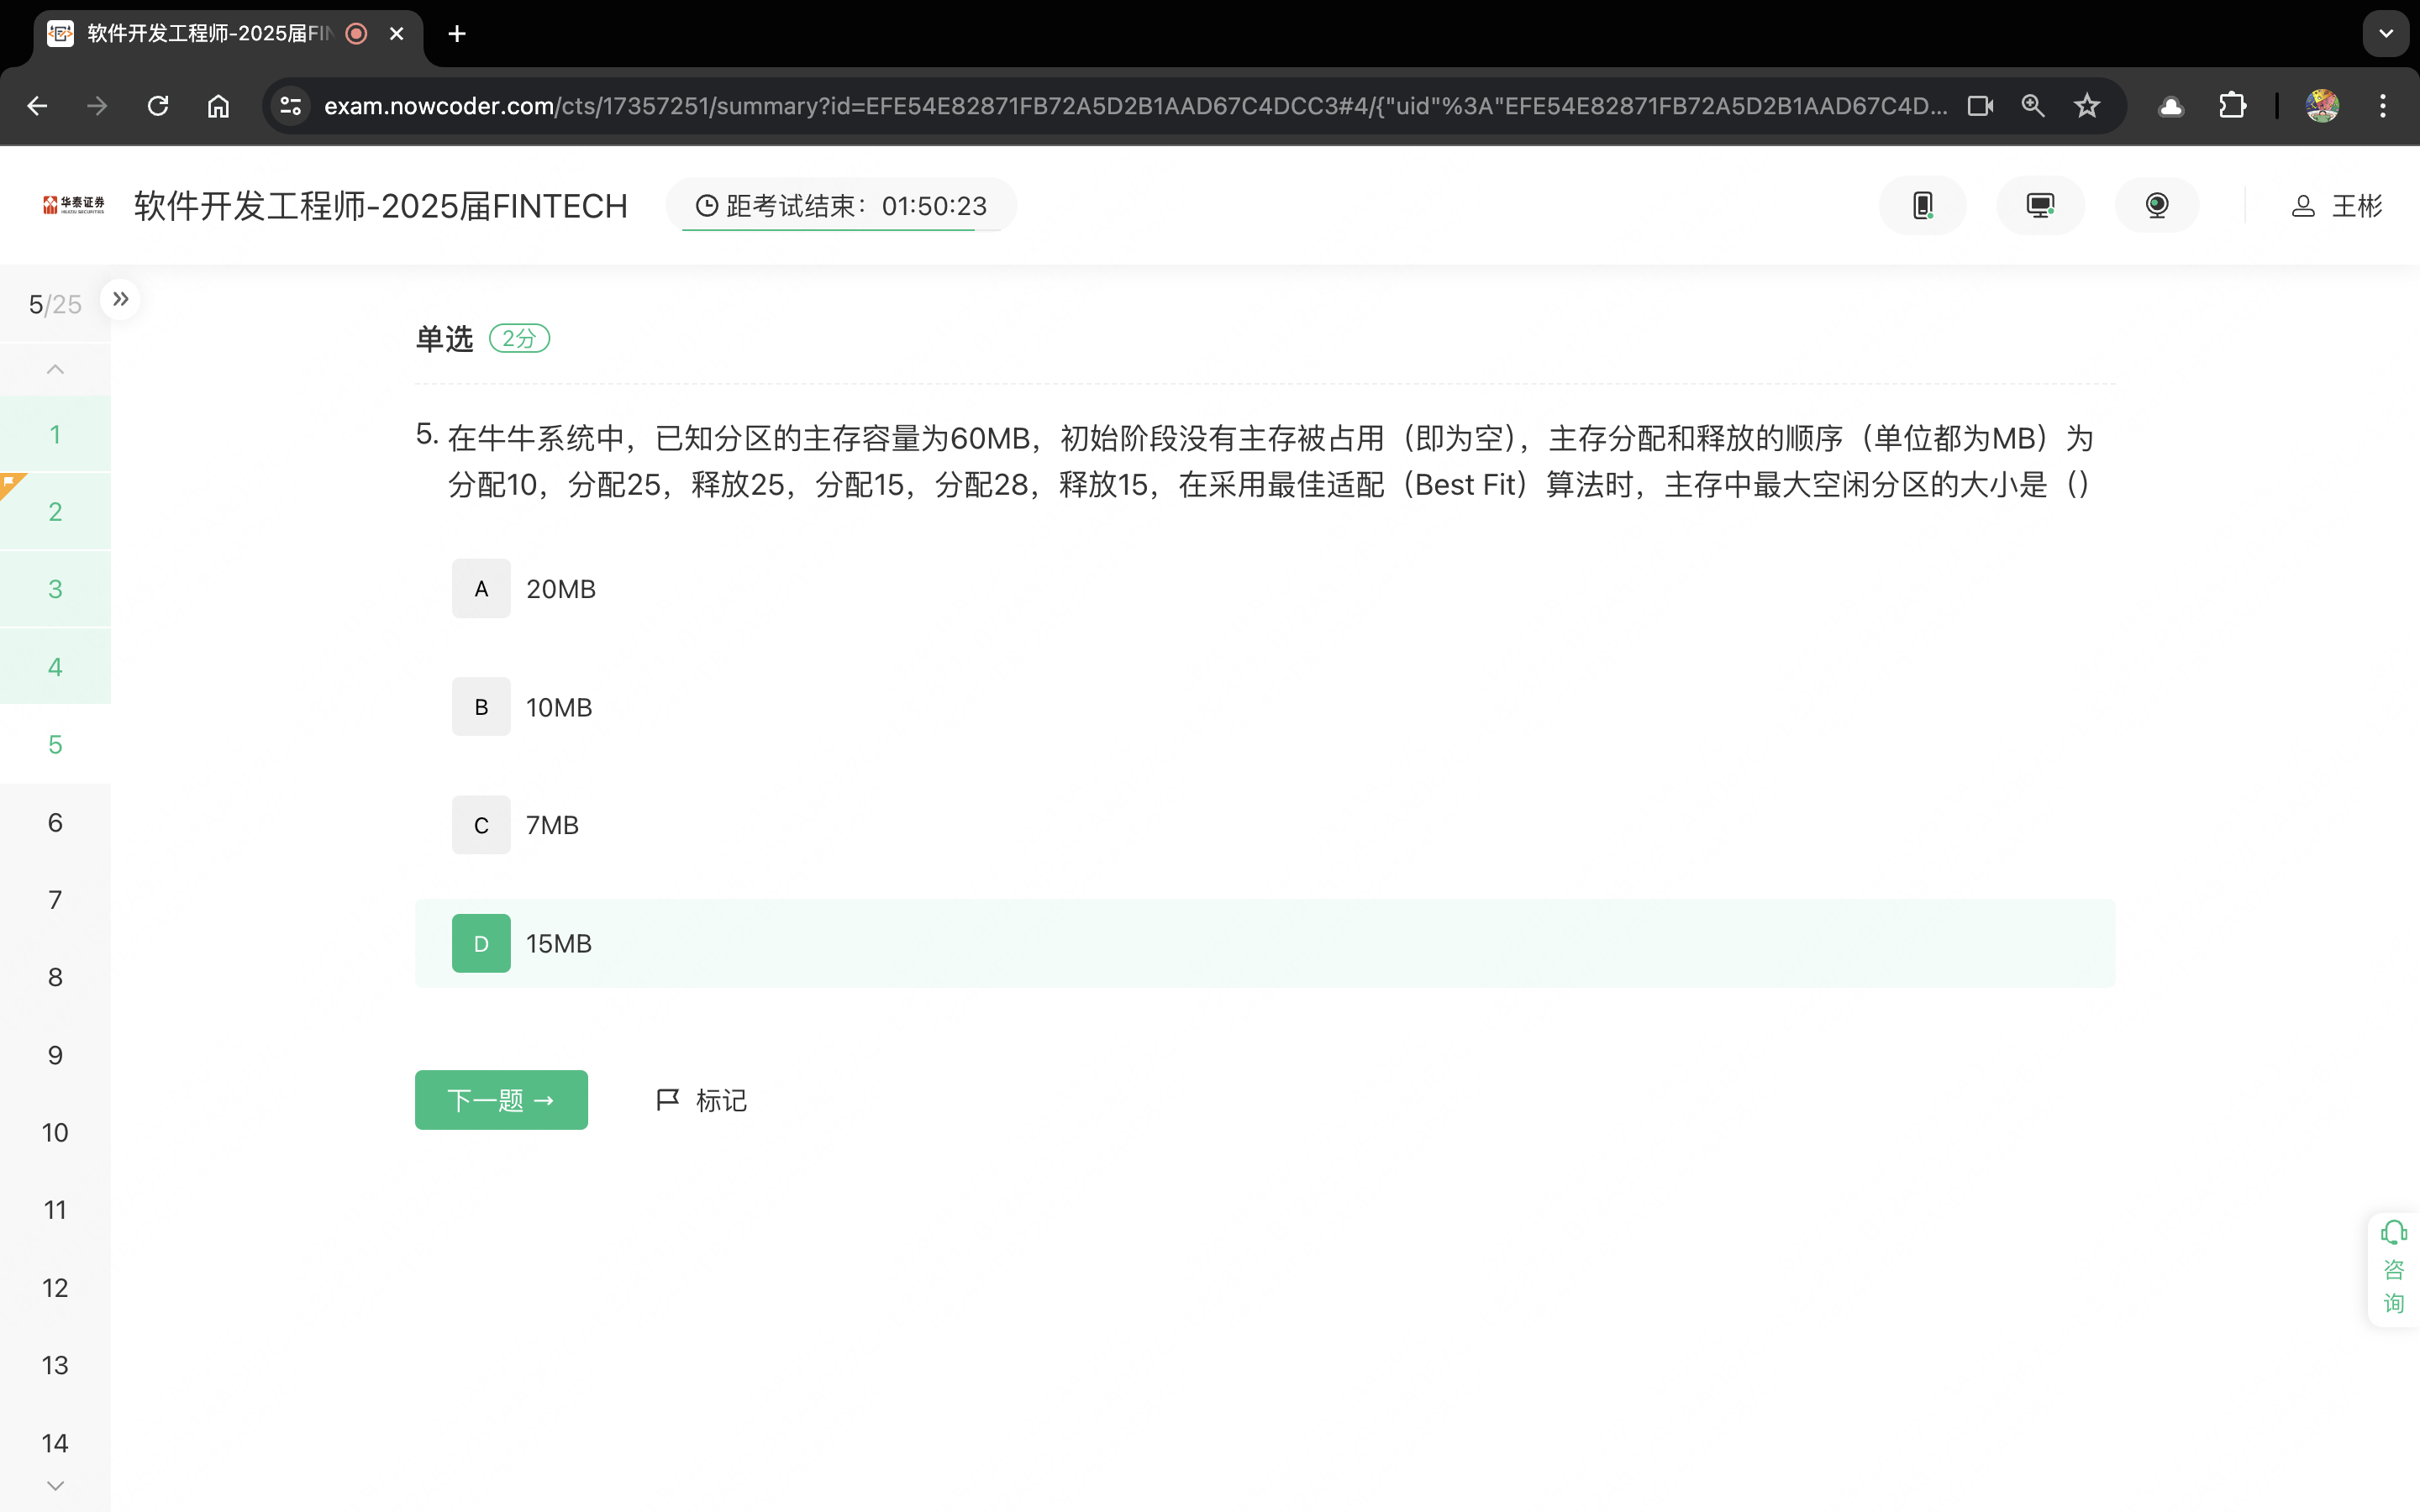 软件开发工程师-2025届FIN
exam.nowcoder.com/cts/17357251/summary?id=EFE54E82871FB72A5D2B1AAD67C4DCC3#4/{"uid"%3A"EFE54E82871FB72A5D2B1AAD67C4D...
华泰证券
HUATAI SECURITIES
软件开发工程师-2025届FINTECH
距考试结束：01:50:23
王彬
5/25
单选 2分
5. 在牛牛系统中，已知分区的主存容量为60MB，初始阶段没有主存被占用（即为空），主存分配和释放的顺序（单位都为MB）为
分配10，分配25，释放25，分配15，分配28，释放15，在采用最佳适配（Best Fit）算法时，主存中最大空闲分区的大小是（）
A 20MB
B 10MB
C 7MB
D 15MB
下一题 →
标记
1
2
3
4
5
6
7
8
9
10
11
12
13
14
咨
询